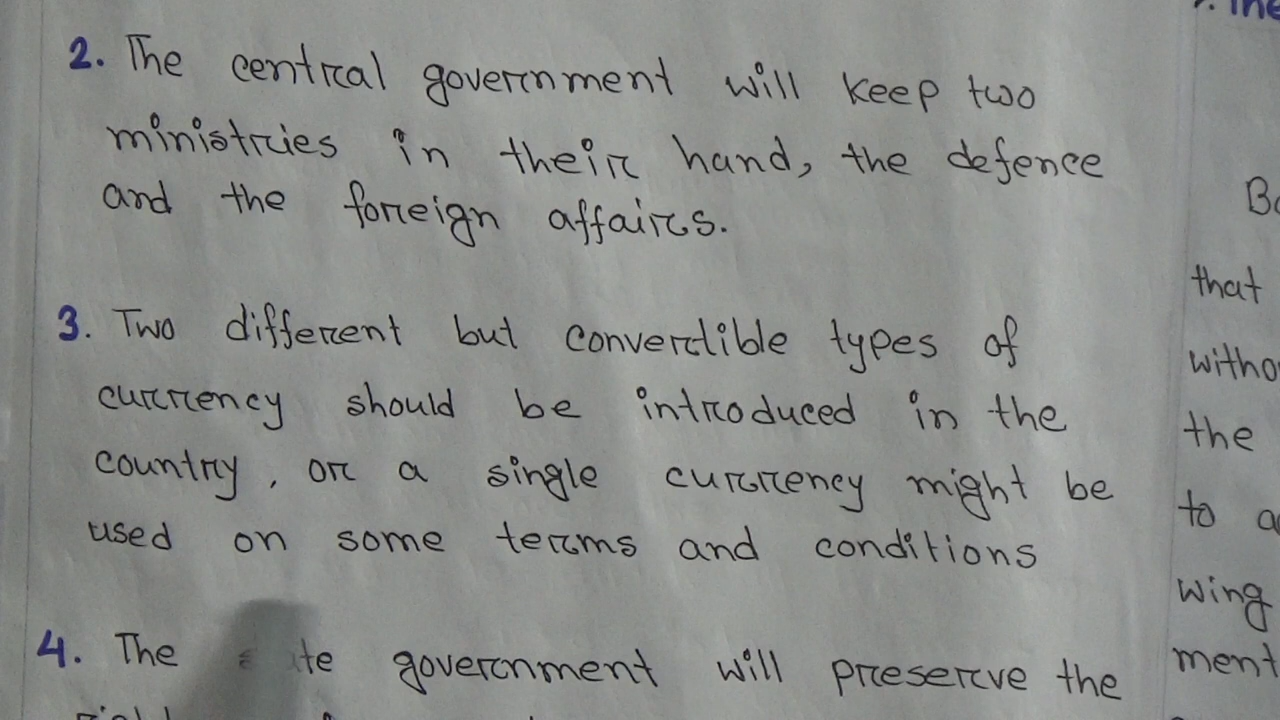 2. The central government will keep two
ministries in their hand, the defence
and the foreign affairs.
3. Two different but convertible types of
currency should be introduced in the
country, or a single currency might be
used on some terms and conditions
4. The government will preserve the
that
the
to
wing
ment